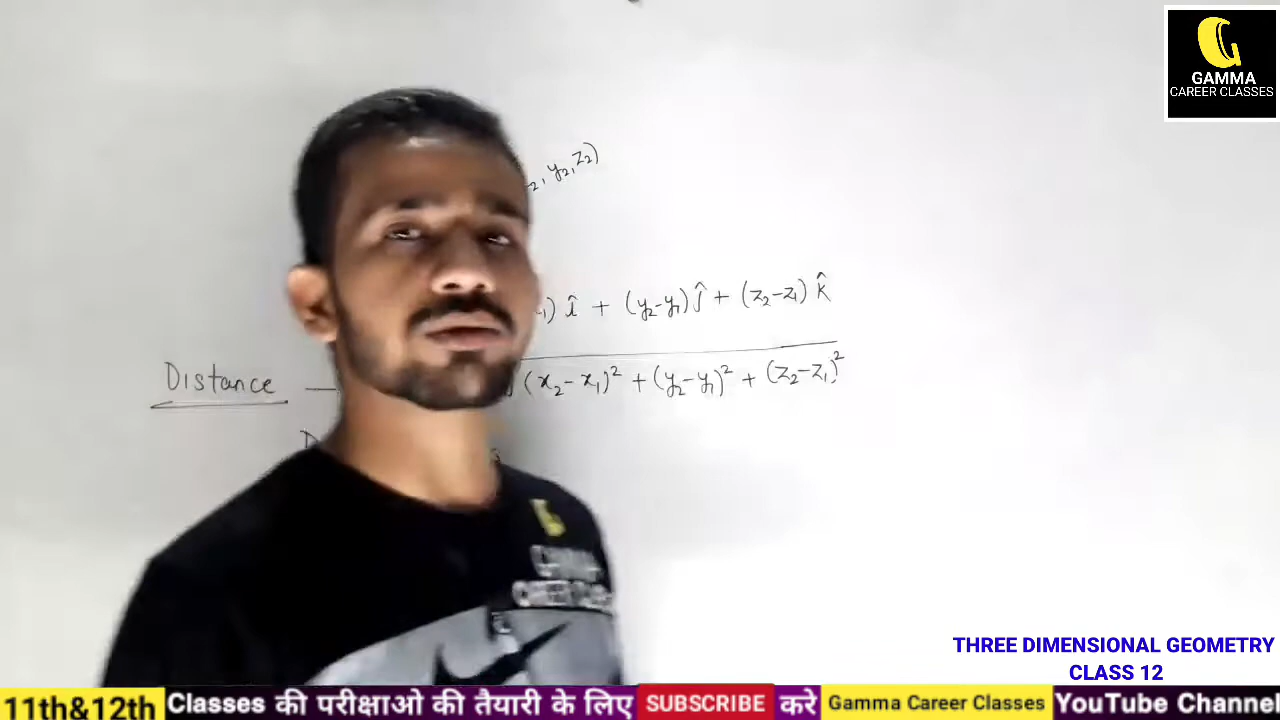 GAMMA
CAREER CLASSES
2, y₂, z₂)
î + (y₂-y₁) ĵ + (z₂-z₁) k̂
Distance
(x₂-x₁)² + (y₂-y₁)² + (z₂-z₁)²
THREE DIMENSIONAL GEOMETRY
CLASS 12
11th&12th Classes की परीक्षाओ की तैयारी के लिए SUBSCRIBE करे Gamma Career Classes YouTube Channel